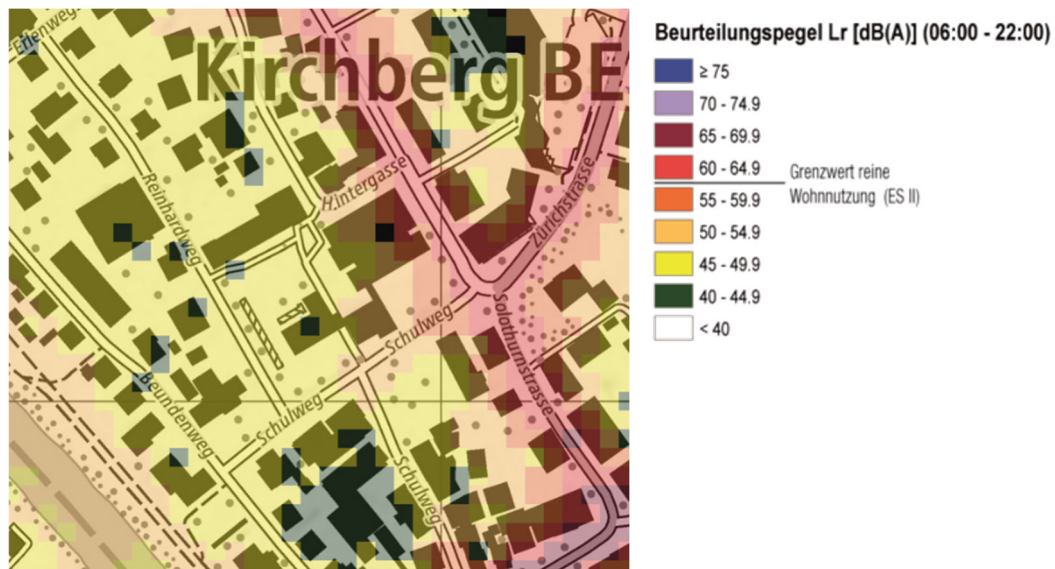 Erlenweg
Kirchberg BE
Hintergasse
Reinhardweg
Zürichstrasse
Schulweg
Solothurnstrasse
Beundenweg
Schulweg
Schulweg
Beurteilungspegel Lr [dB(A)] (06:00 - 22:00)
≥ 75
70 - 74.9
65 - 69.9
60 - 64.9
Grenzwert reine
Wohnnutzung (ES II)
55 - 59.9
50 - 54.9
45 - 49.9
40 - 44.9
< 40